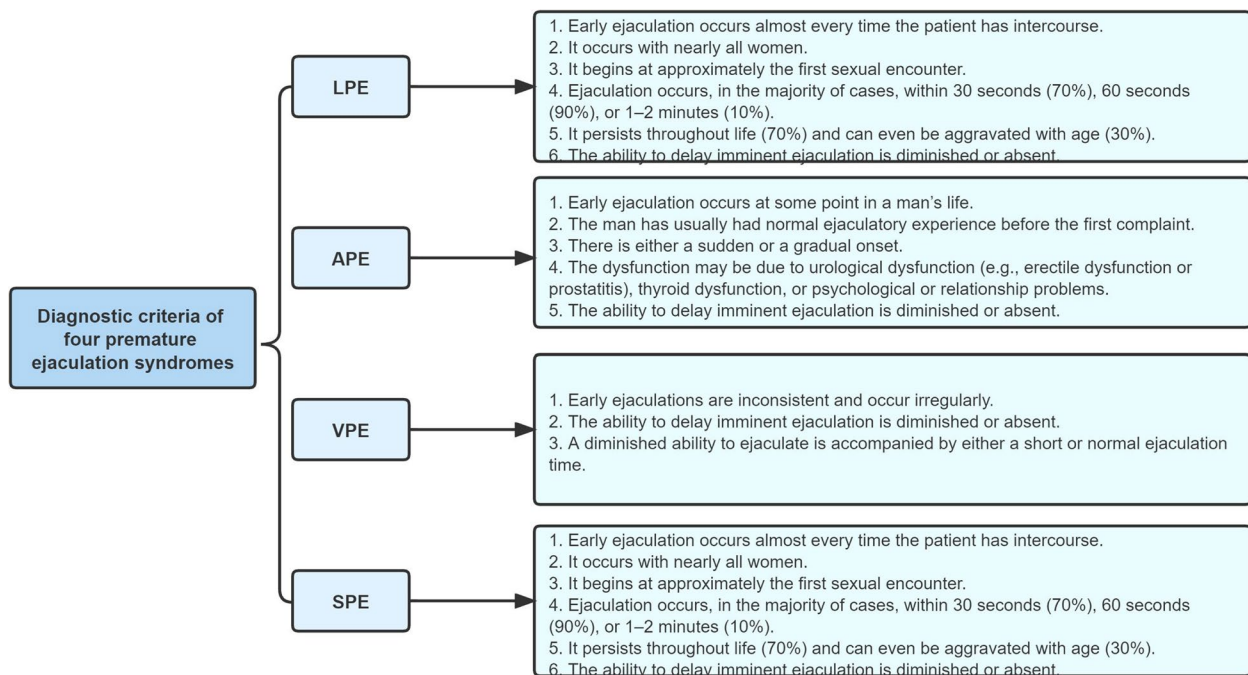 Diagnostic criteria of
four premature
ejaculation syndromes
LPE
1. Early ejaculation occurs almost every time the patient has intercourse.
2. It occurs with nearly all women.
3. It begins at approximately the first sexual encounter.
4. Ejaculation occurs, in the majority of cases, within 30 seconds (70%), 60 seconds
(90%), or 1–2 minutes (10%).
5. It persists throughout life (70%) and can even be aggravated with age (30%).
6. The ability to delay imminent ejaculation is diminished or absent.
APE
1. Early ejaculation occurs at some point in a man’s life.
2. The man has usually had normal ejaculatory experience before the first complaint.
3. There is either a sudden or a gradual onset.
4. The dysfunction may be due to urological dysfunction (e.g., erectile dysfunction or
prostatitis), thyroid dysfunction, or psychological or relationship problems.
5. The ability to delay imminent ejaculation is diminished or absent.
VPE
1. Early ejaculations are inconsistent and occur irregularly.
2. The ability to delay imminent ejaculation is diminished or absent.
3. A diminished ability to ejaculate is accompanied by either a short or normal ejaculation
time.
SPE
1. Early ejaculation occurs almost every time the patient has intercourse.
2. It occurs with nearly all women.
3. It begins at approximately the first sexual encounter.
4. Ejaculation occurs, in the majority of cases, within 30 seconds (70%), 60 seconds
(90%), or 1–2 minutes (10%).
5. It persists throughout life (70%) and can even be aggravated with age (30%).
6. The ability to delay imminent ejaculation is diminished or absent.